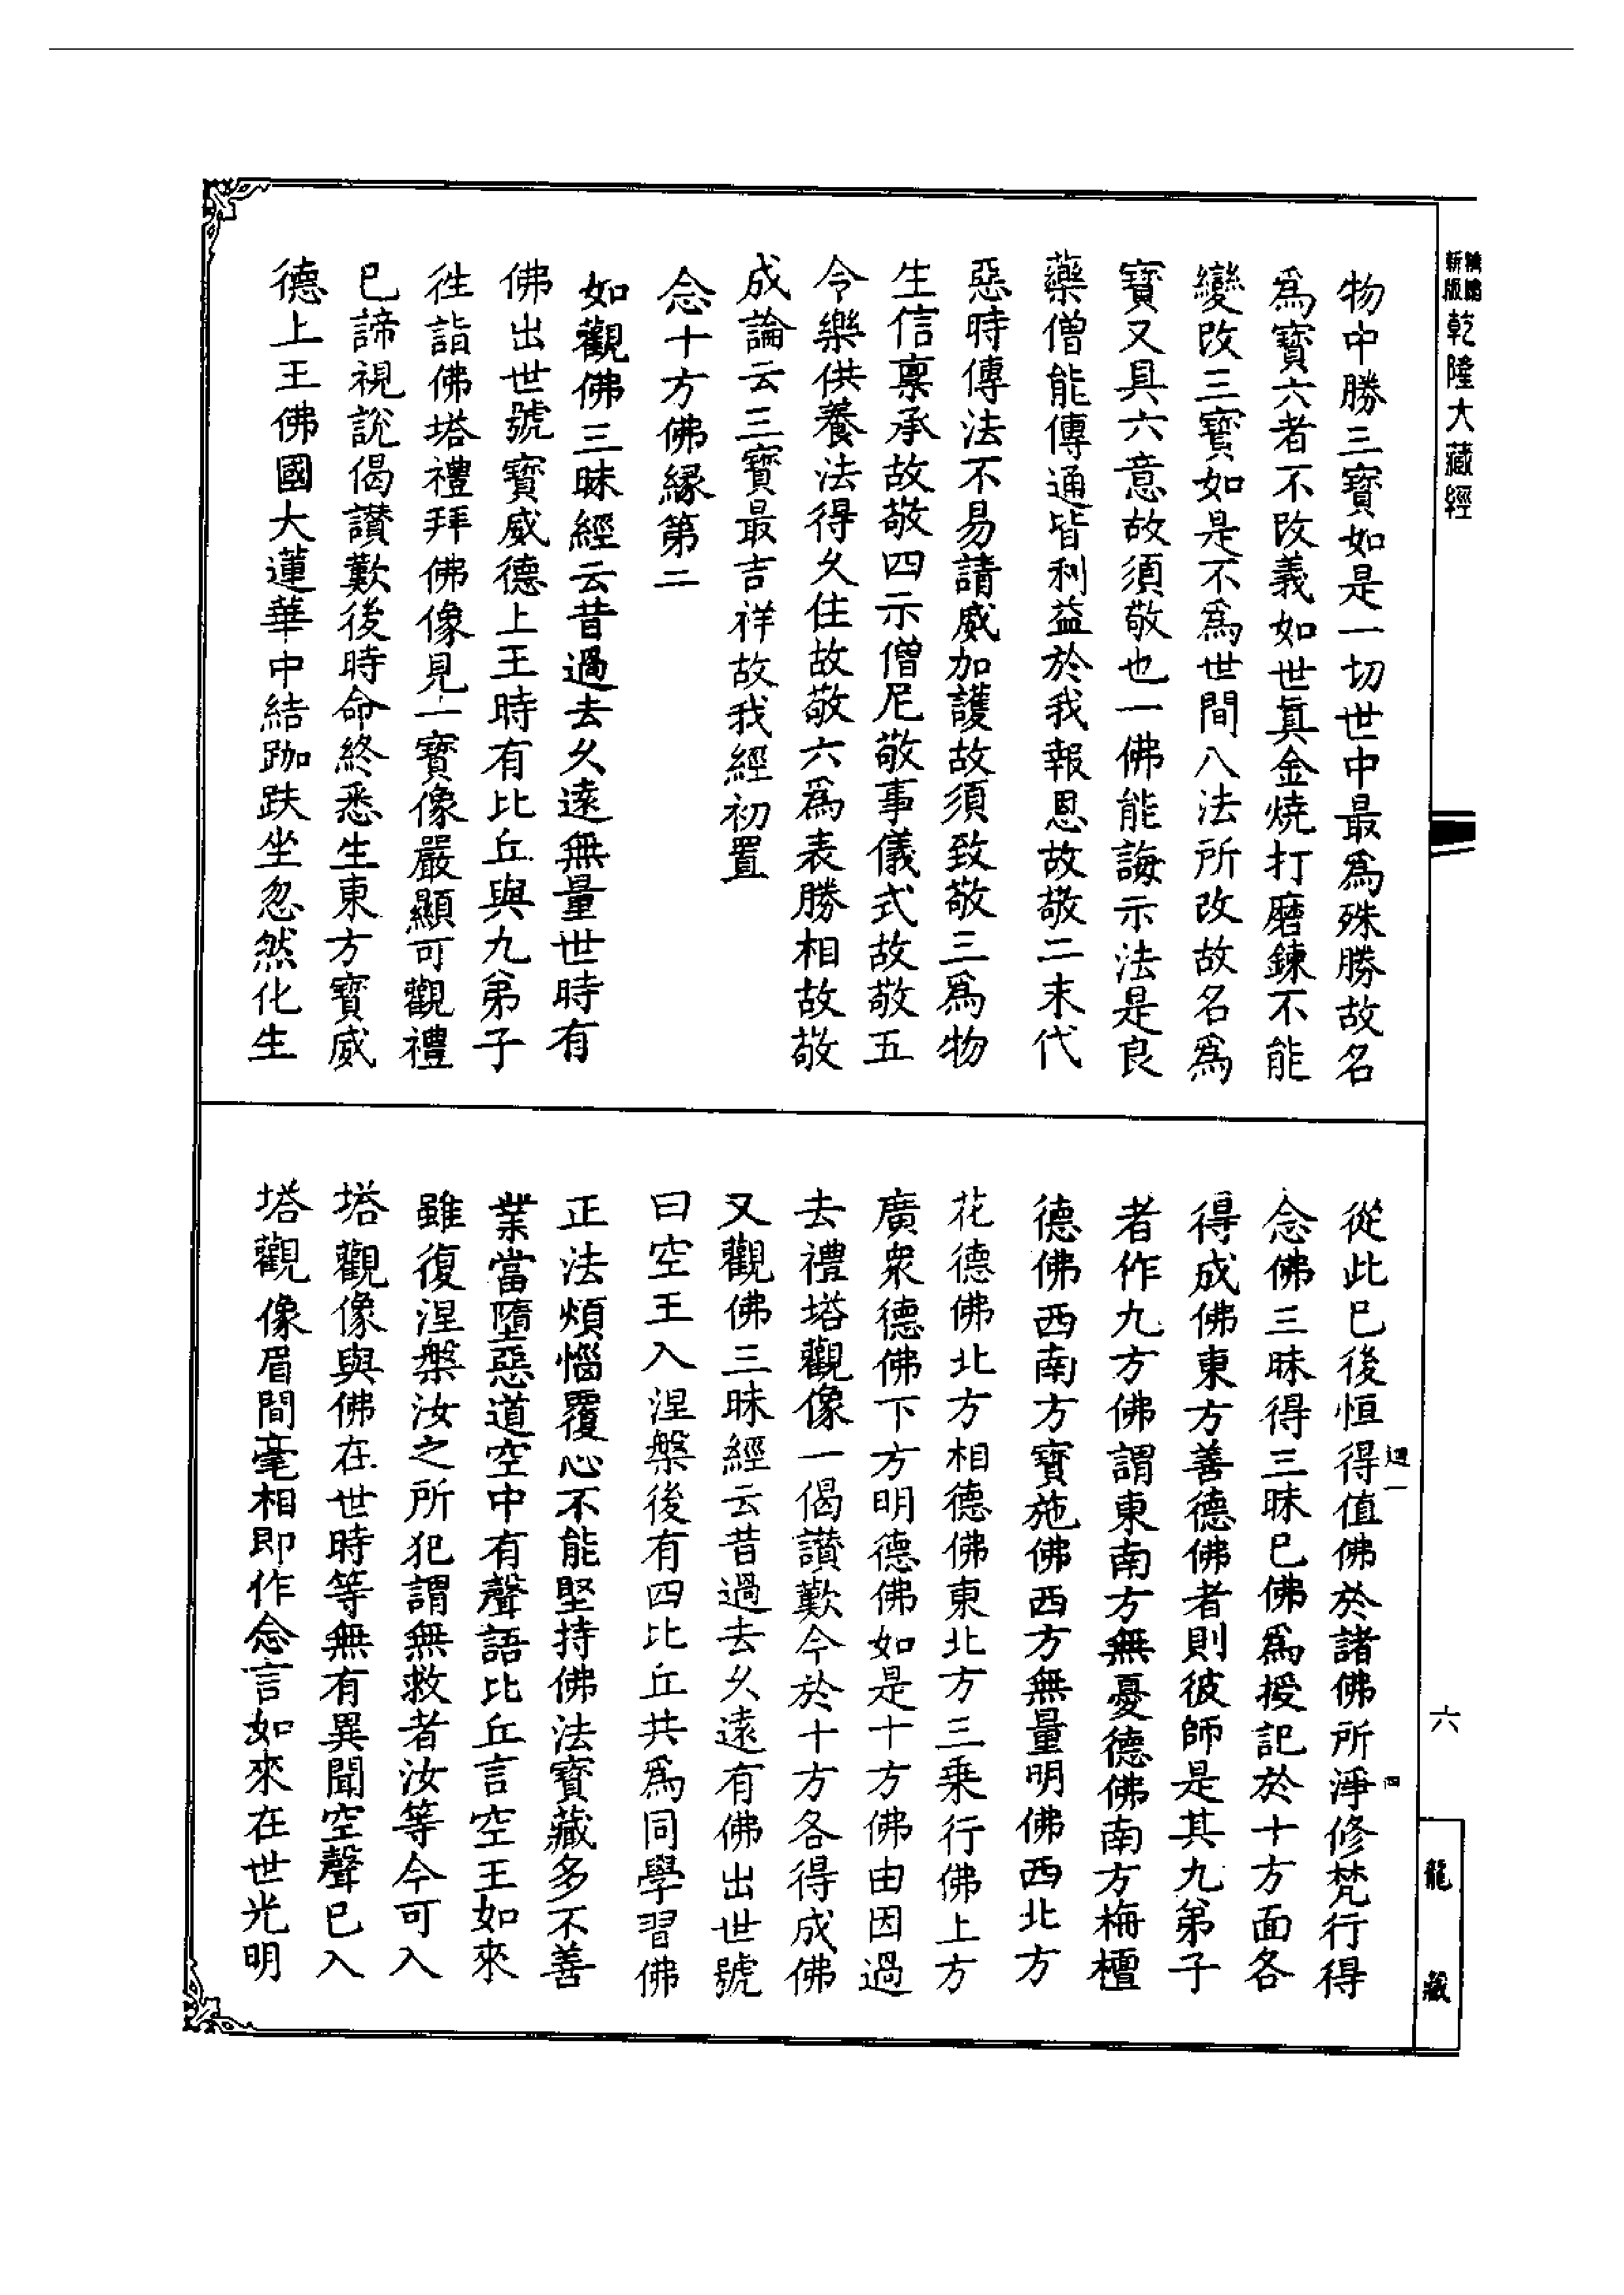 新版乾隆大藏經
物中勝三寶如是一切世中最爲殊勝故名
爲寶六者不改義如世真金燒打磨鍊不能
變改三寶如是不爲世間八法所改故名爲
寶又具六意故須敬也一佛能誨示法是良
藥僧能傳通皆利益於我報恩故敬二末代
惡時傳法不易請威加護故須致敬三爲物
生信禀承故敬四示僧尼敬事儀式故敬五
令樂供養法得久住故敬六爲表勝相故敬
成論云三寶最吉祥故我經初置
念十方佛緣第二
如觀佛三昧經云昔過去久遠無量世時有
佛出世號寶威德上王時有比丘與九弟子
往詣佛塔禮拜佛像見一寶像嚴顯可觀禮
已諦視說偈讃歎後時命終悉生東方寶威
德上王佛國大蓮華中結跏趺坐忽然化生
從此已後恒得值佛於諸佛所淨修梵行得
念佛三昧得三昧已佛爲授記於十方面各
得成佛東方善德佛者則彼師是其九弟子
者作九方佛謂東南方無憂德佛南方栴檀
德佛西南方寶施佛西方無量明佛西北方
花德佛北方相德佛東北方三乘行佛上方
廣衆德佛下方明德佛如是十方佛由因過
去禮塔觀像一偈讃歎今於十方各得成佛
又觀佛三昧經云昔過去久遠有佛出世號
曰空王入涅槃後有四比丘共爲同學習佛
正法煩惱覆心不能堅持佛法寶藏多不善
業當墮惡道空中有聲語比丘言空王如來
雖復涅槃汝之所犯謂無救者汝等今可入
塔觀像與佛在世時等無有異聞空聲已入
塔觀像眉間毫相即作念言如來在世光明
六
四
龍藏